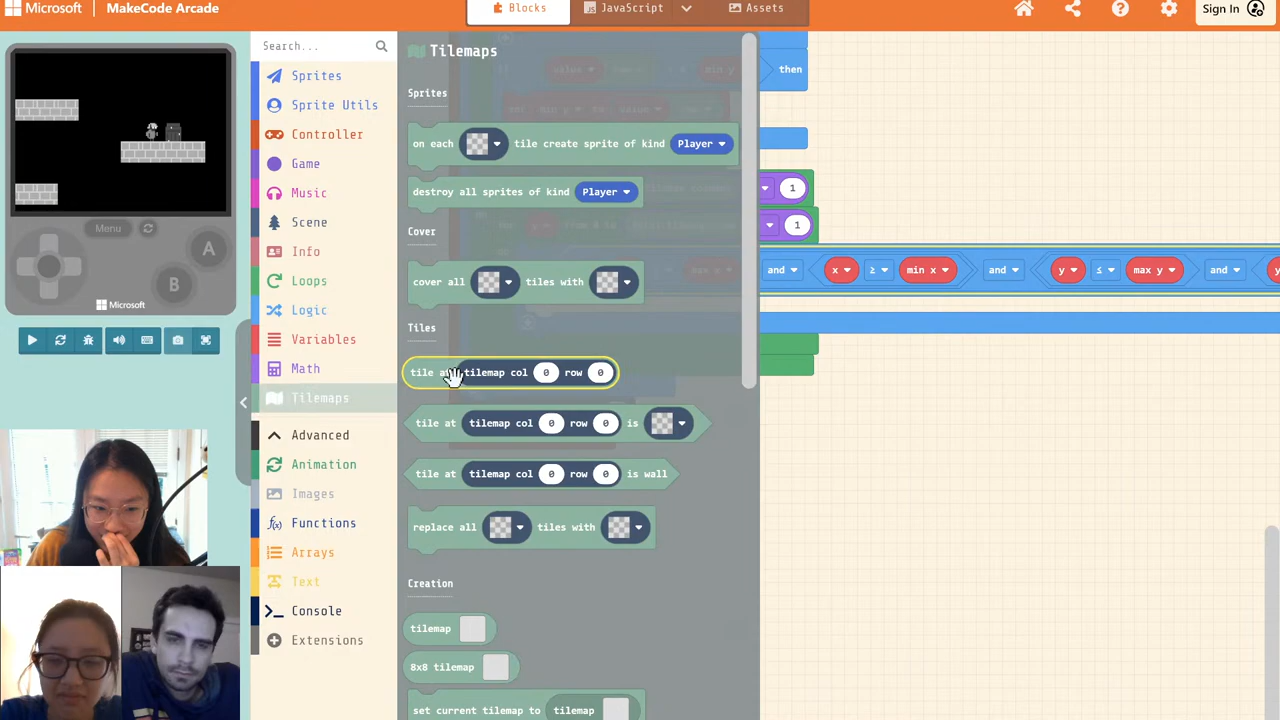 Microsoft MakeCode Arcade Blocks JavaScript Assets Sign In
Search...
Sprites
Sprite Utils
Controller
Game
Music
Scene
Info
Loops
Logic
Variables
Math
Tilemaps
Advanced
Animation
Images
Functions
Arrays
Text
Console
Extensions
Menu
A
B
Microsoft
Tilemaps
Sprites
on each tile create sprite of kind Player
destroy all sprites of kind Player
Cover
cover all tiles with
Tiles
tile at tilemap col 0 row 0
tile at tilemap col 0 row 0 is
tile at tilemap col 0 row 0 is wall
replace all tiles with
Creation
tilemap
8x8 tilemap
set current tilemap to tilemap
then
1
1
and x ≥ min x and y ≤ max y and